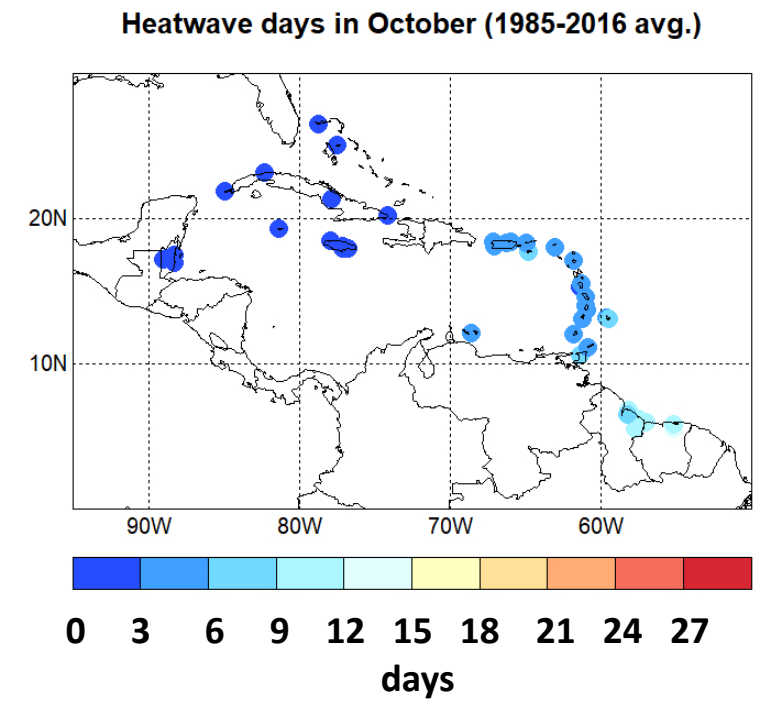 Heatwave days in October (1985-2016 avg.)
20N
10N
90W 80W 70W 60W
0 3 6 9 12 15 18 21 24 27
days